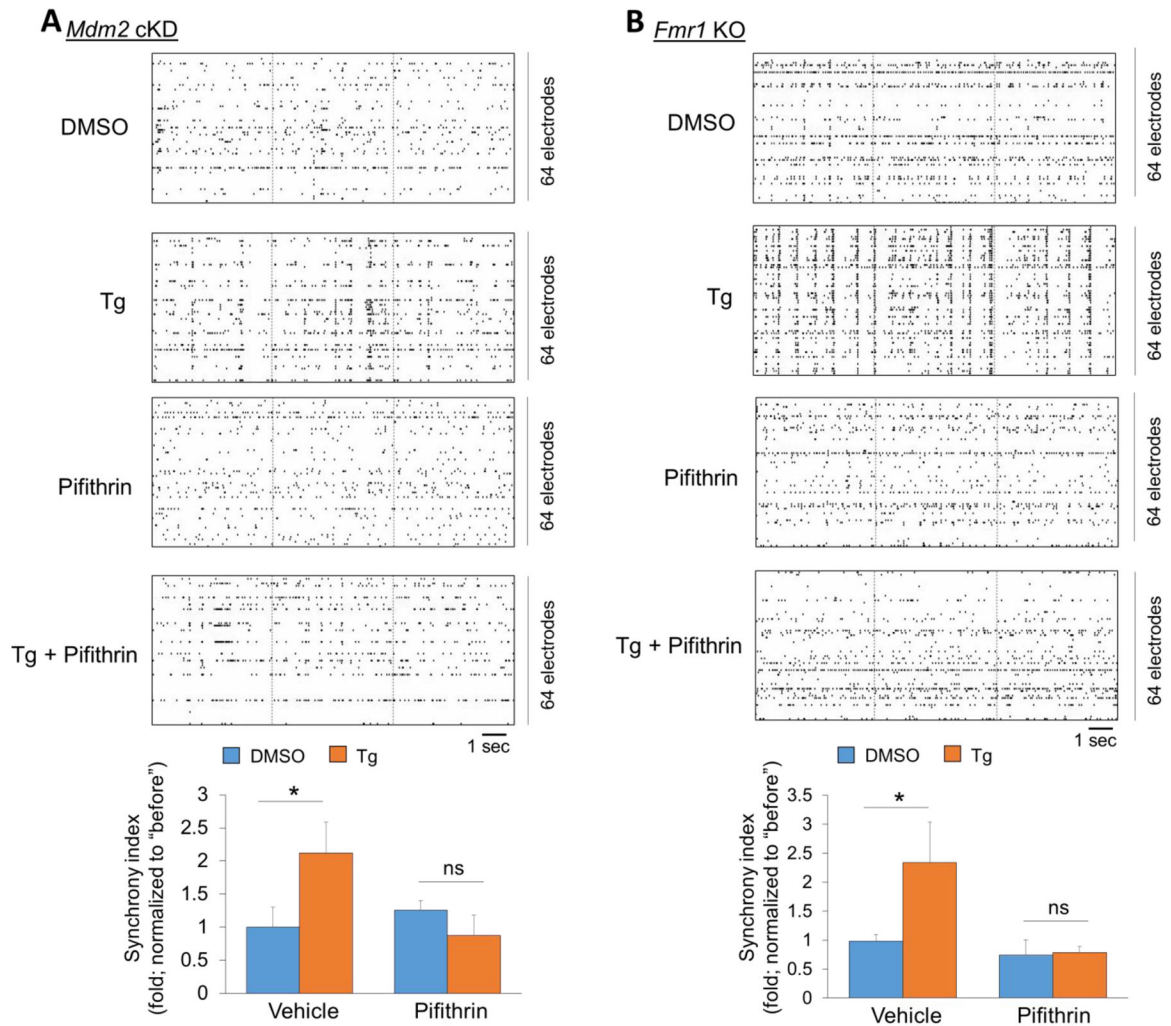 A Mdm2 cKD
DMSO
64 electrodes
Tg
64 electrodes
Pifithrin
64 electrodes
Tg + Pifithrin
64 electrodes
1 sec
DMSO Tg
Synchrony index
(fold; normalized to “before”)
3
2.5
2
1.5
1
0.5
0
*
ns
Vehicle Pifithrin
B Fmr1 KO
DMSO
64 electrodes
Tg
64 electrodes
Pifithrin
64 electrodes
Tg + Pifithrin
64 electrodes
1 sec
DMSO Tg
Synchrony index
(fold; normalized to “before”)
3.5
3
2.5
2
1.5
1
0.5
0
*
ns
Vehicle Pifithrin